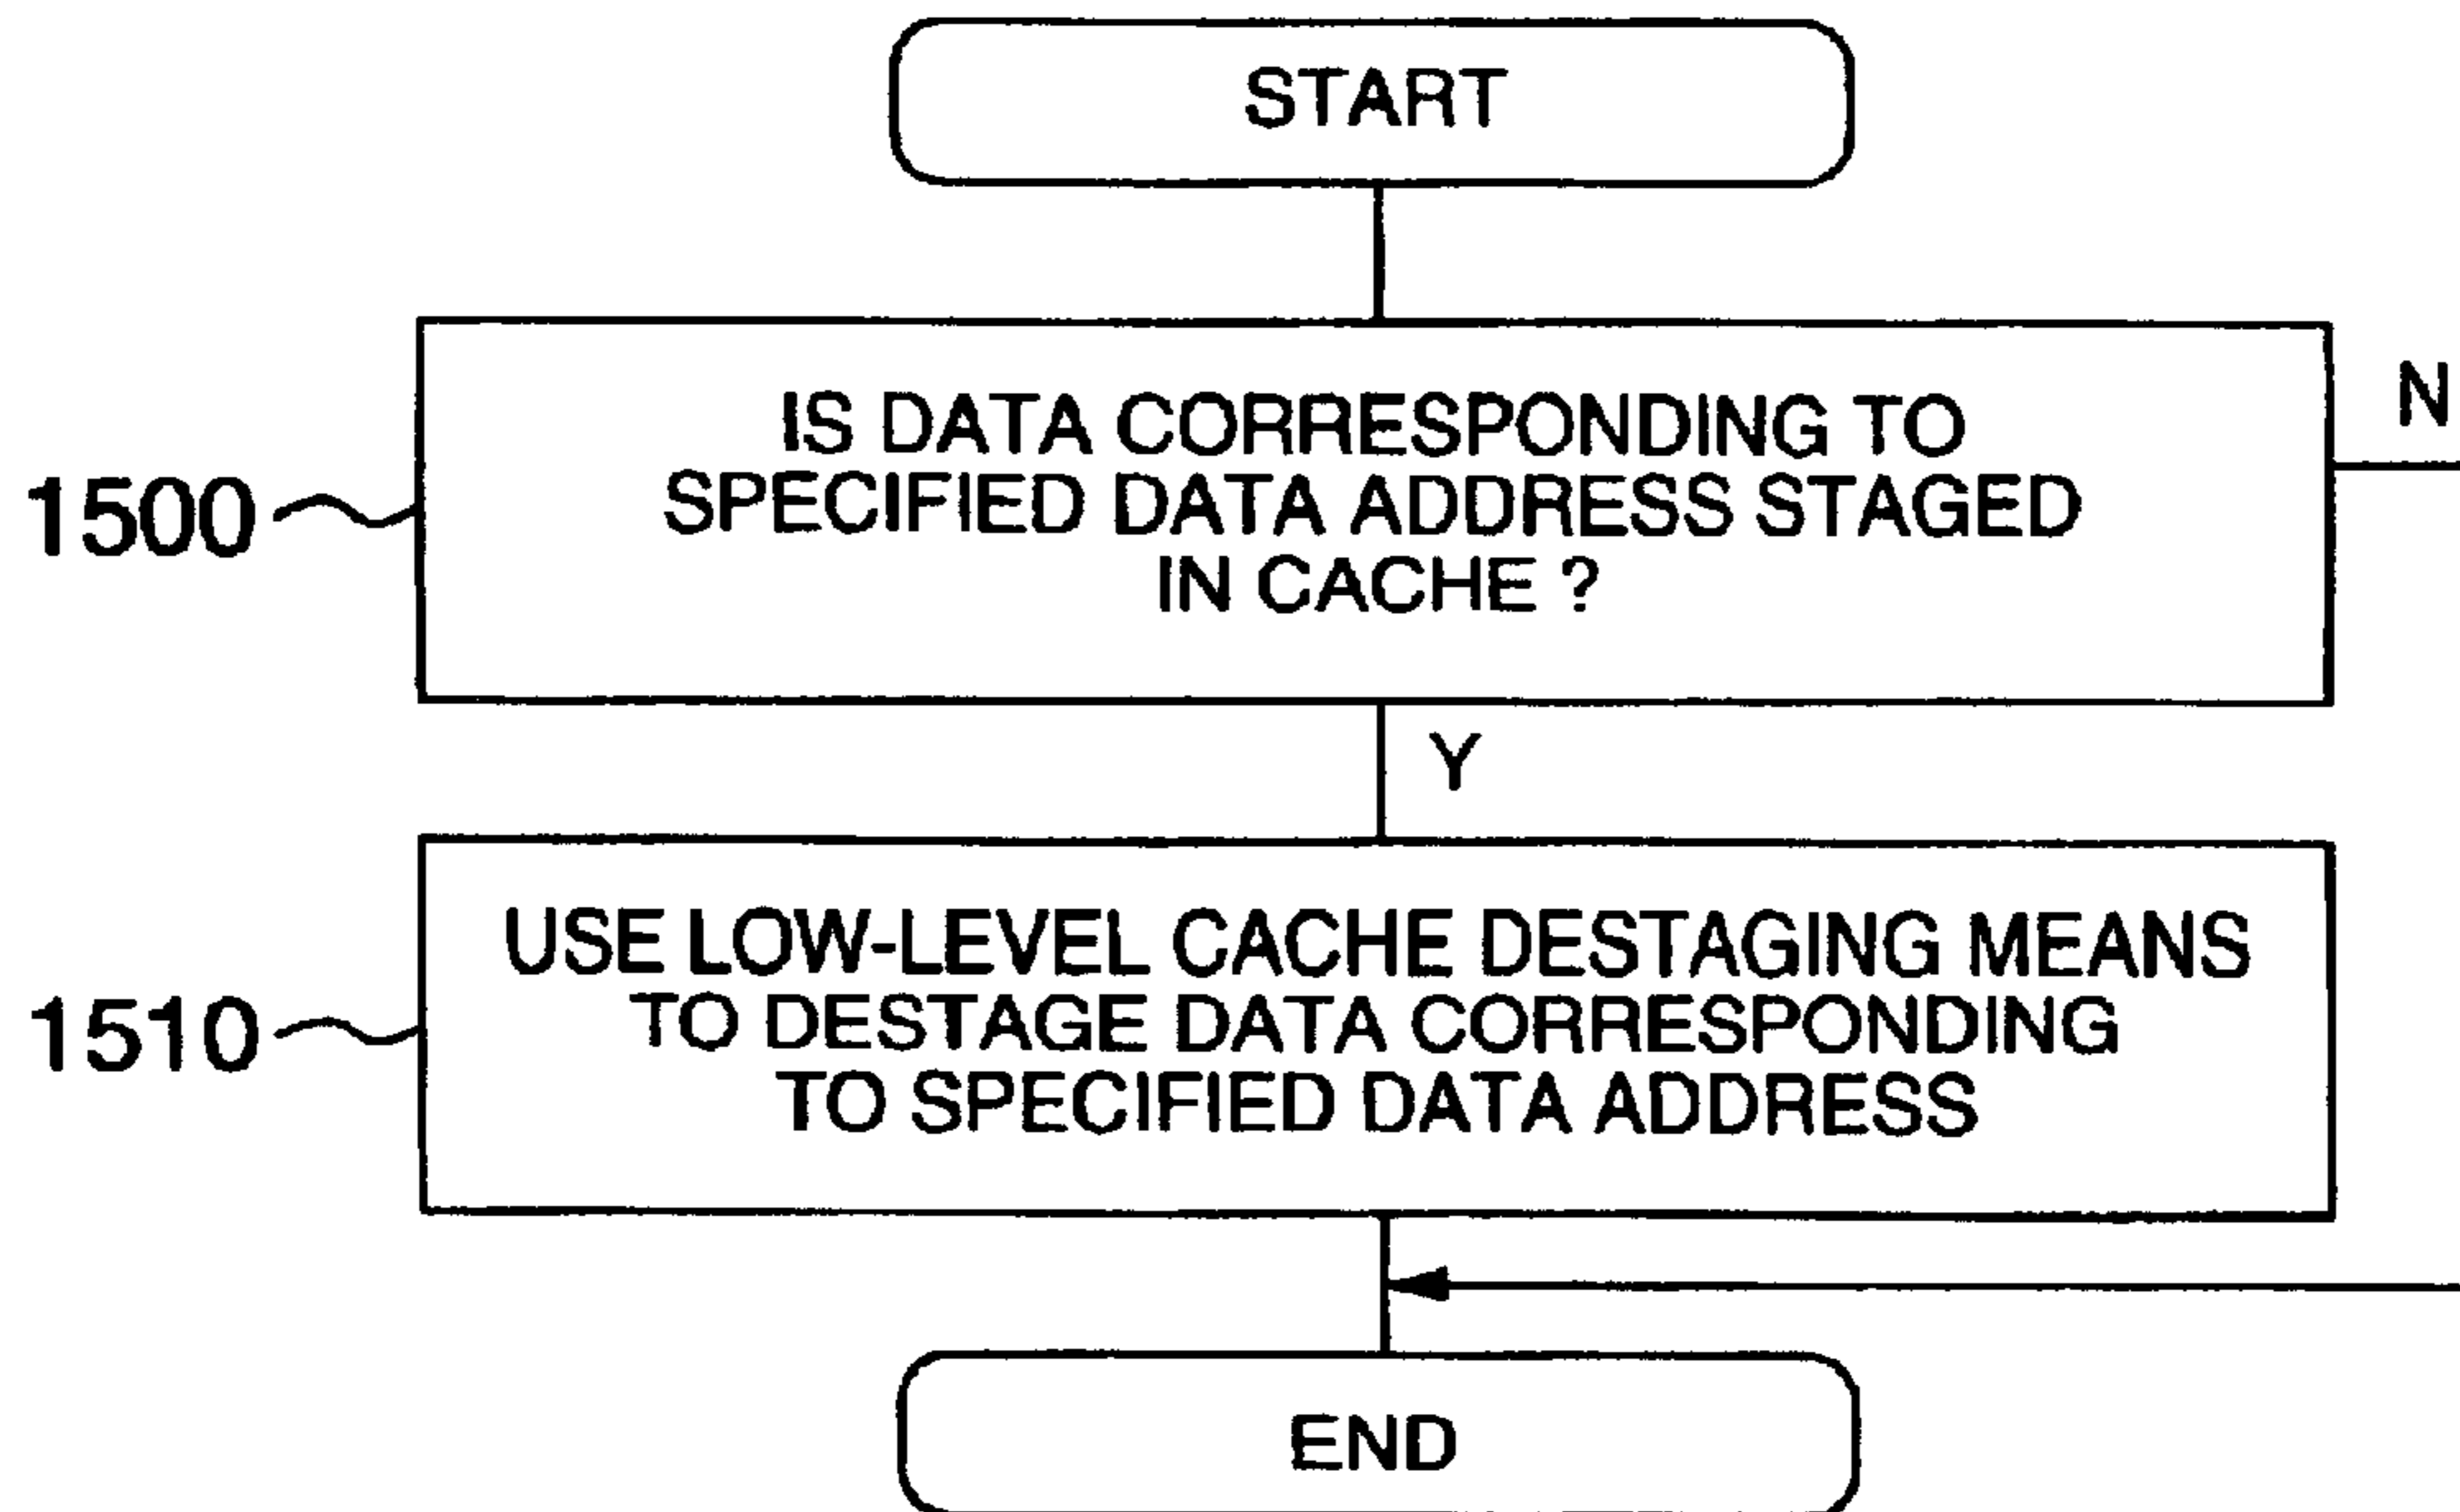 START
IS DATA CORRESPONDING TO
SPECIFIED DATA ADDRESS STAGED
IN CACHE ?
N
1500
Y
USE LOW-LEVEL CACHE DESTAGING MEANS
TO DESTAGE DATA CORRESPONDING
TO SPECIFIED DATA ADDRESS
1510
END